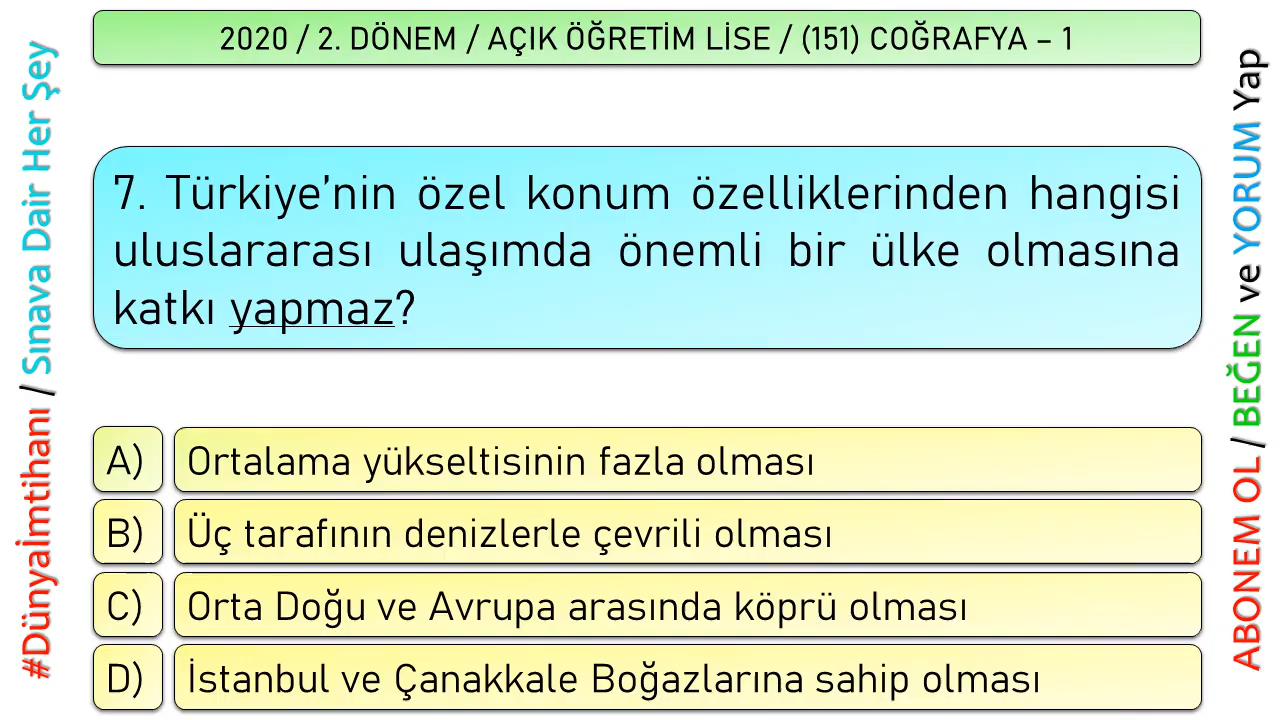 2020 / 2. DÖNEM / AÇIK ÖĞRETİM LİSE / (151) COĞRAFYA – 1
#Dünyaİmtihanı / Sınava Dair Her Şey
7. Türkiye’nin özel konum özelliklerinden hangisi
uluslararası ulaşımda önemli bir ülke olmasına
katkı yapmaz?
A) Ortalama yükseltisinin fazla olması
B) Üç tarafının denizlerle çevrili olması
C) Orta Doğu ve Avrupa arasında köprü olması
D) İstanbul ve Çanakkale Boğazlarına sahip olması
ABONEM OL / BEĞEN ve YORUM Yap